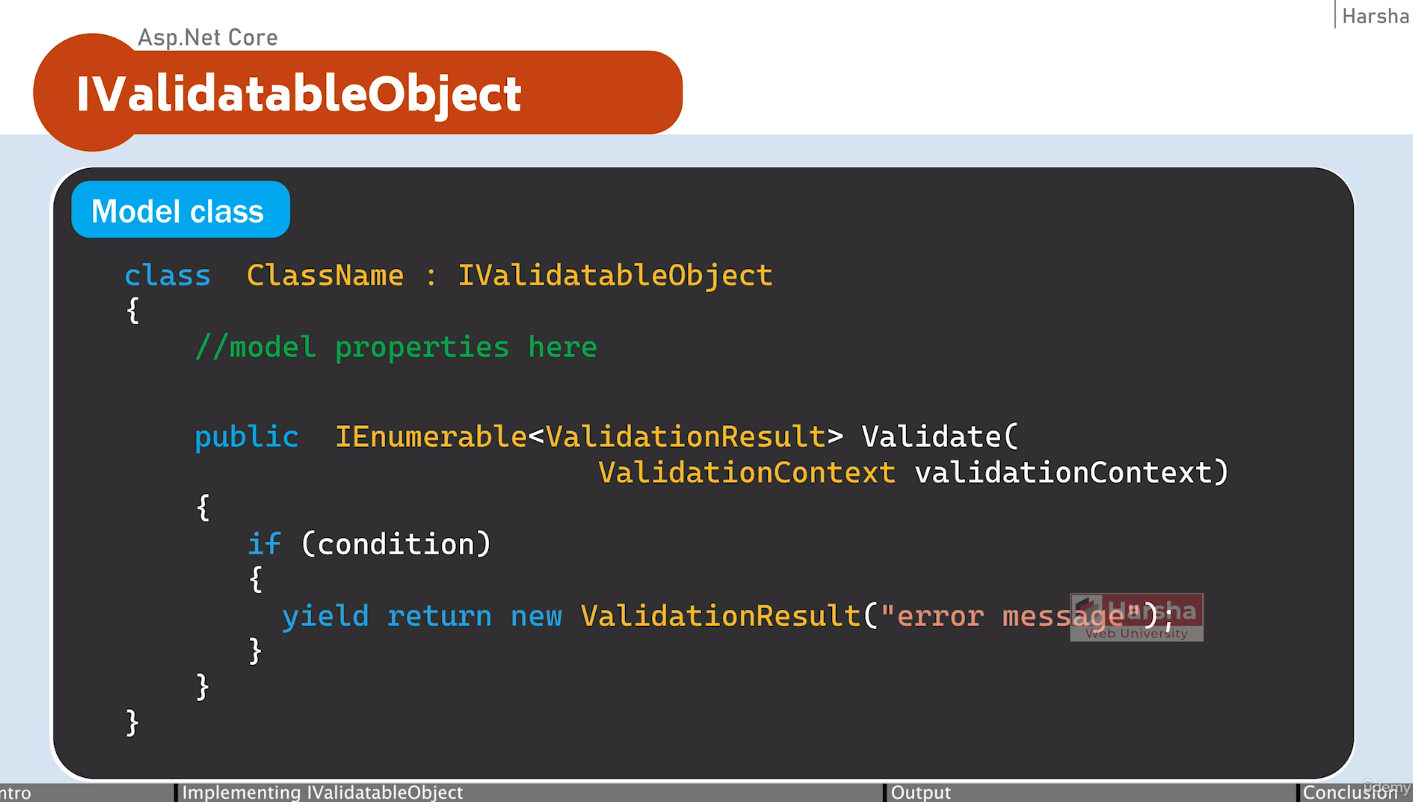 Harsha
Asp.Net Core
IValidatableObject
Model class
class ClassName : IValidatableObject
{
//model properties here
public IEnumerable<ValidationResult> Validate(
ValidationContext validationContext)
{
if (condition)
{
yield return new ValidationResult("error message");
Harsha
Web University
}
}
}
ntro
Implementing IValidatableObject
Output
Conclusion
Udemy